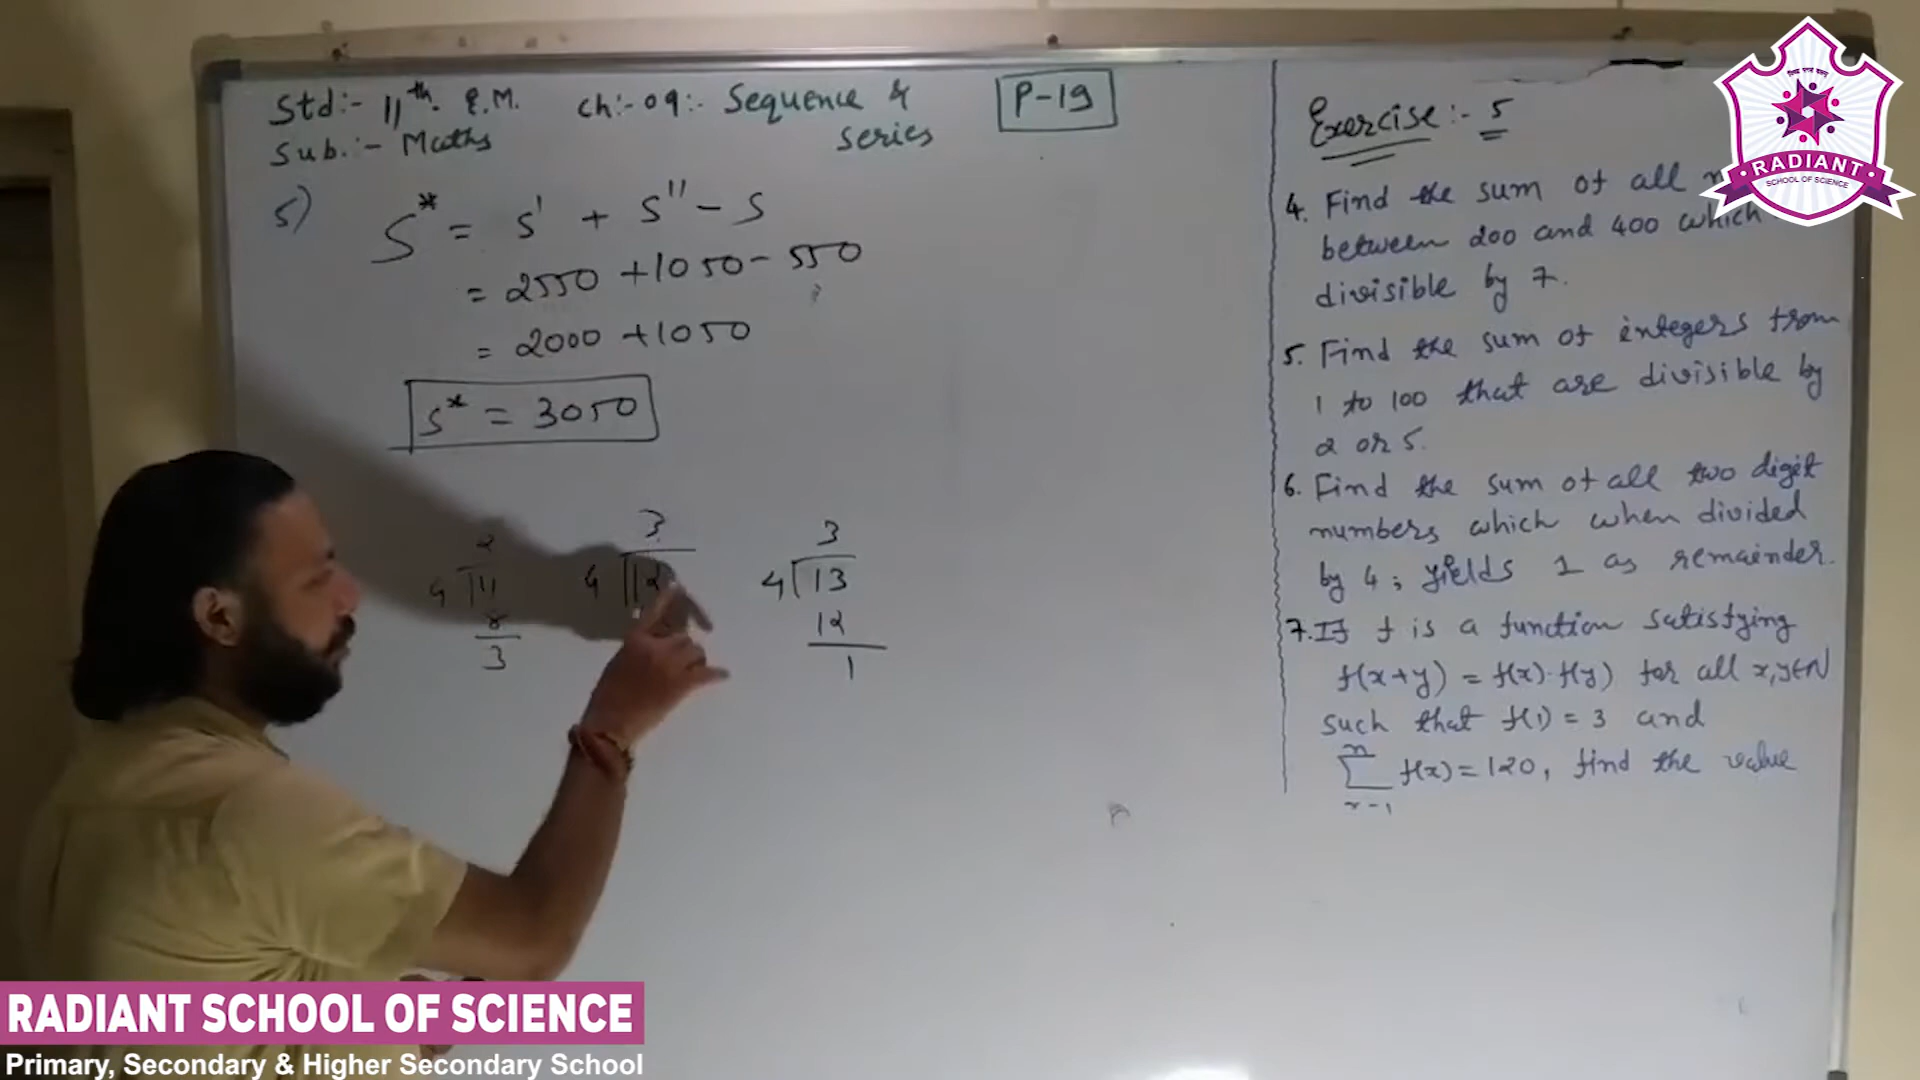 Std:- 11th. E.M. Ch:-09:- Sequence & series P-19
Sub.:- Maths
5) S* = S' + S'' - S
= 2550 + 1050 - 550
= 2000 + 1050
S* = 3050
2
4 11
8
3
3
4 12
3
4 13
12
1
Exercise:- 5
4. Find the sum of all
between 200 and 400 which
divisible by 7.
5. Find the sum of integers from
1 to 100 that are divisible by
2 or 5.
6. Find the sum of all two digit
numbers which when divided
by 4; yields 1 as remainder.
7. If f is a function satisfying
f(x+y) = f(x)·f(y) for all x,y∈N
such that f(1) = 3 and
n
∑ f(x) = 120, find the value
x-1
RADIANT
SCHOOL OF SCIENCE
RADIANT SCHOOL OF SCIENCE
Primary, Secondary & Higher Secondary School